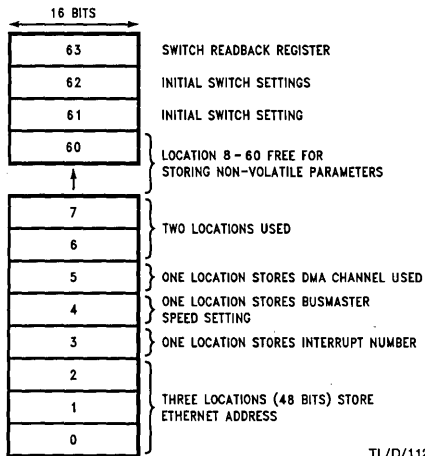 16 BITS
63 SWITCH READBACK REGISTER
62 INITIAL SWITCH SETTINGS
61 INITIAL SWITCH SETTING
60
LOCATION 8-60 FREE FOR
STORING NON-VOLATILE PARAMETERS
7
TWO LOCATIONS USED
6
5 ONE LOCATION STORES DMA CHANNEL USED
4 ONE LOCATION STORES BUSMASTER
SPEED SETTING
3 ONE LOCATION STORES INTERRUPT NUMBER
2
THREE LOCATIONS (48 BITS) STORE
1
ETHERNET ADDRESS
0